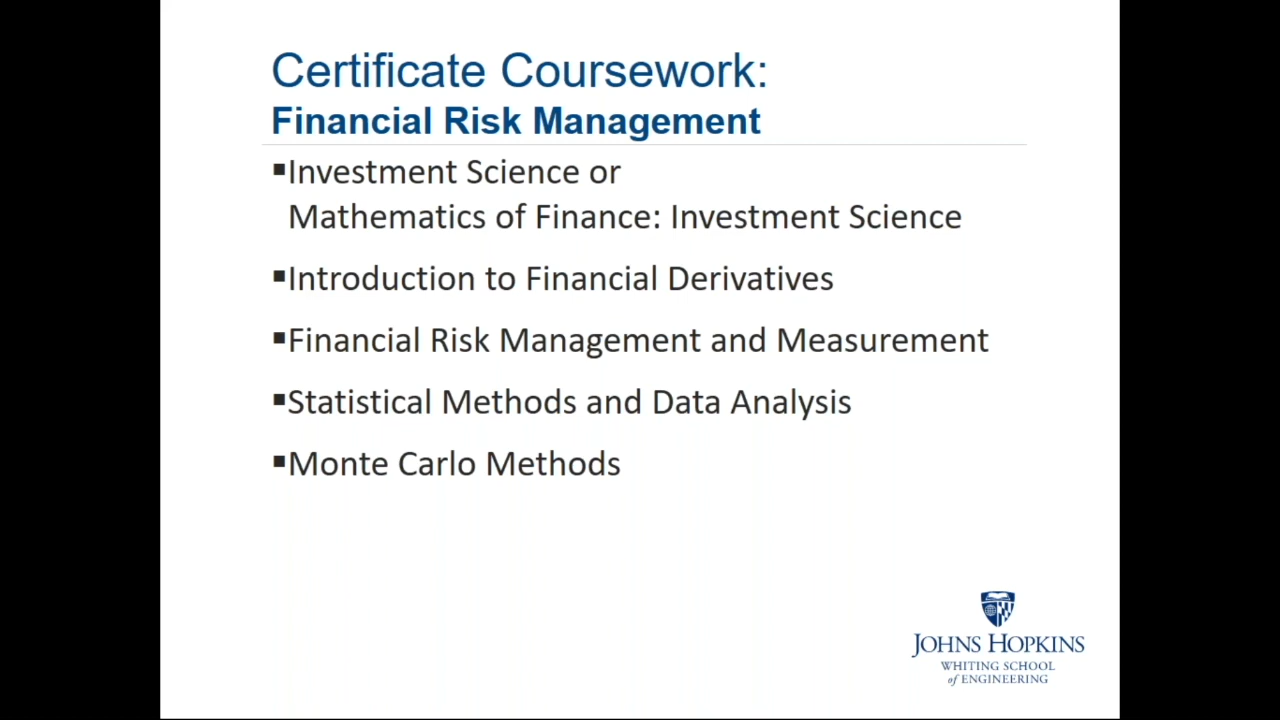 Certificate Coursework:
Financial Risk Management
▪Investment Science or
Mathematics of Finance: Investment Science
▪Introduction to Financial Derivatives
▪Financial Risk Management and Measurement
▪Statistical Methods and Data Analysis
▪Monte Carlo Methods
JOHNS HOPKINS
WHITING SCHOOL
of ENGINEERING